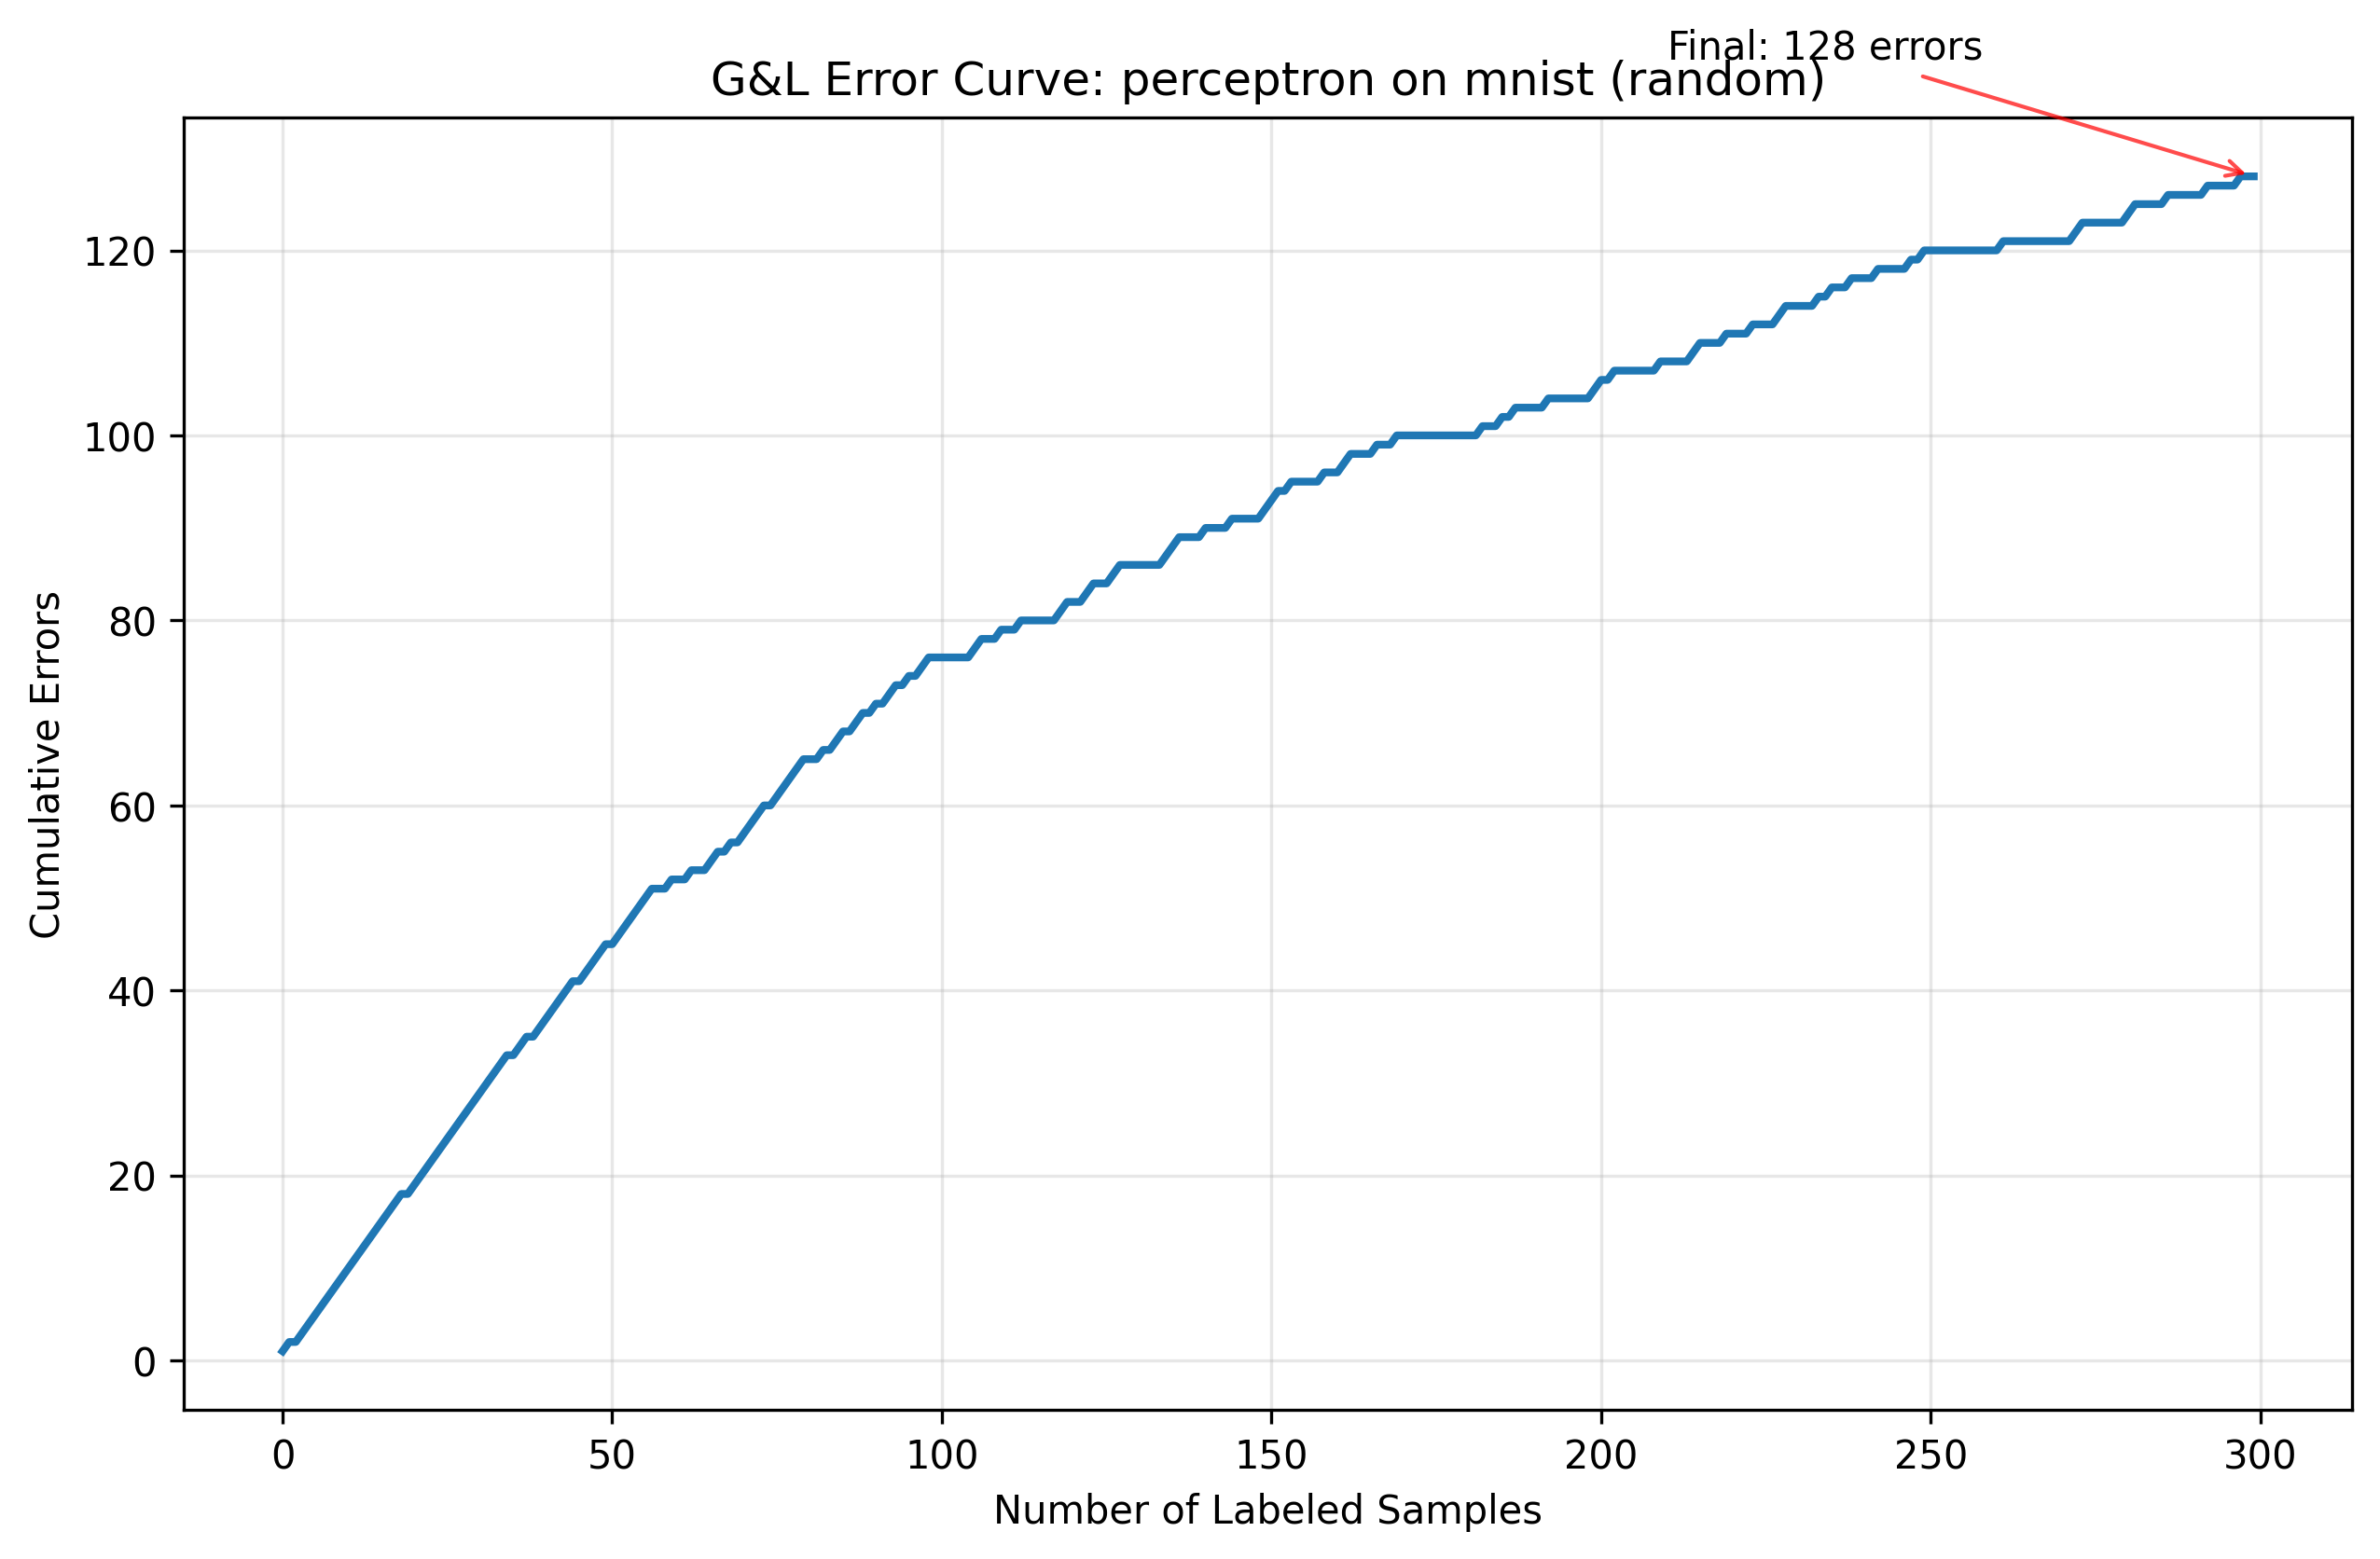 Final: 128 errors
G&L Error Curve: perceptron on mnist (random)
Cumulative Errors
120
100
80
60
40
20
0
0 50 100 150 200 250 300
Number of Labeled Samples